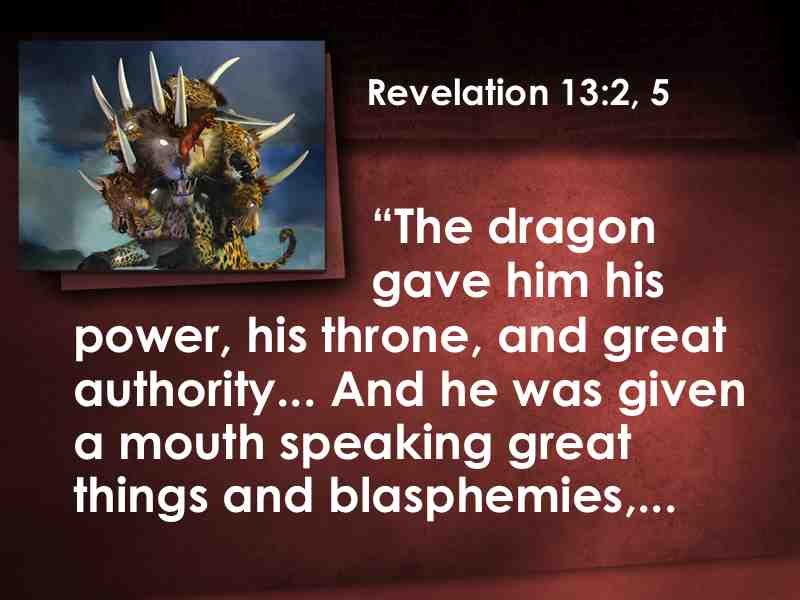 Revelation 13:2, 5
“The dragon
gave him his
power, his throne, and great
authority... And he was given
a mouth speaking great
things and blasphemies,...